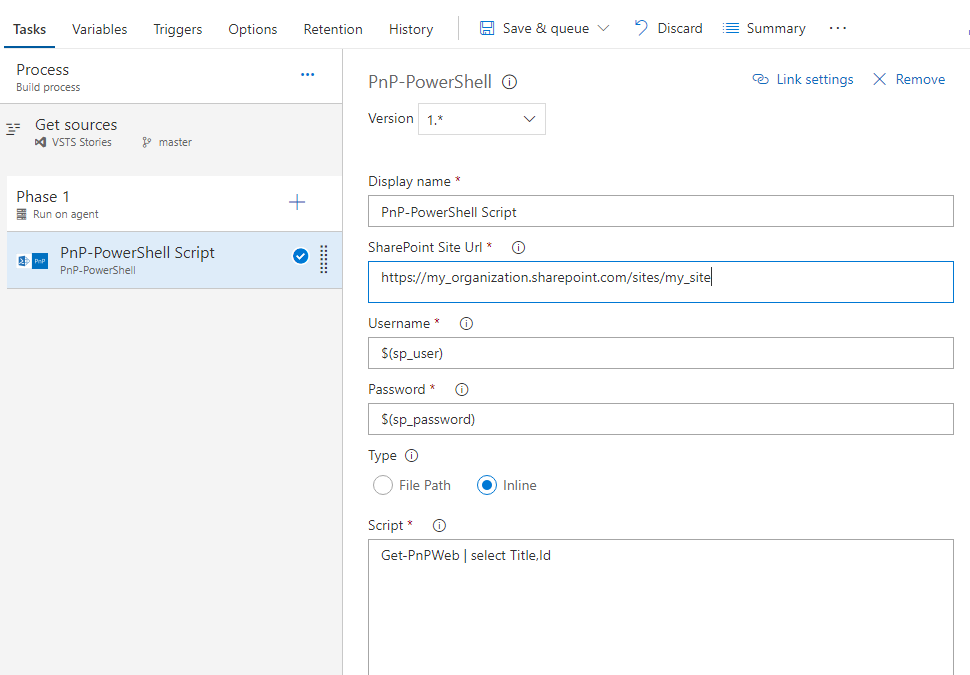 Tasks Variables Triggers Options Retention History Save & queue Discard Summary ...
Process
Build process
...
Get sources
VSTS Stories master
Phase 1
Run on agent
PnP-PowerShell Script
PnP-PowerShell
PnP
PnP-PowerShell Link settings Remove
Version 1.*
Display name *
PnP-PowerShell Script
SharePoint Site Url *
https://my_organization.sharepoint.com/sites/my_site
Username *
$(sp_user)
Password *
$(sp_password)
Type
File Path Inline
Script *
Get-PnPWeb | select Title,Id